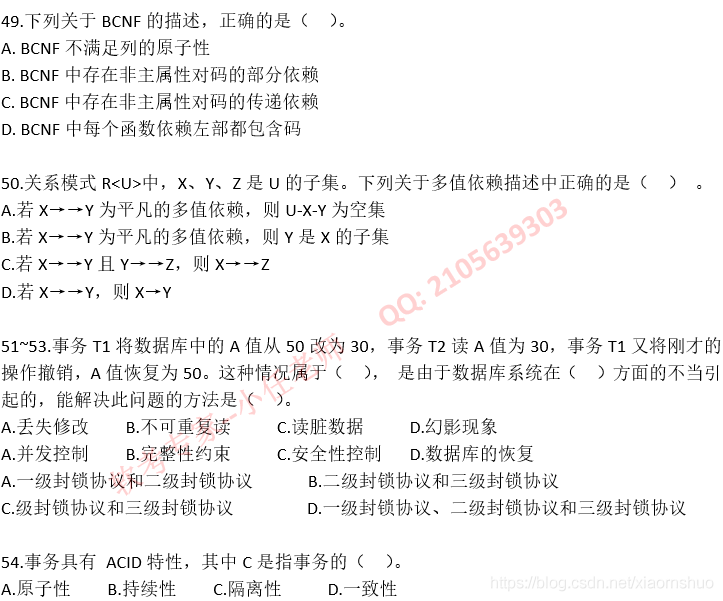 49.下列关于 BCNF 的描述，正确的是（　）。
A. BCNF 不满足列的原子性
B. BCNF 中存在非主属性对码的部分依赖
C. BCNF 中存在非主属性对码的传递依赖
D. BCNF 中每个函数依赖左部都包含码
50.关系模式 R<U>中，X、Y、Z 是 U 的子集。下列关于多值依赖描述中正确的是（　） 。
A.若 X→→Y 为平凡的多值依赖，则 U-X-Y 为空集
B.若 X→→Y 为平凡的多值依赖，则 Y 是 X 的子集
C.若 X→→Y 且 Y→→Z，则 X→→Z
D.若 X→→Y，则 X→Y
51~53.事务 T1 将数据库中的 A 值从 50 改为 30，事务 T2 读 A 值为 30，事务 T1 又将刚才的
操作撤销，A 值恢复为 50。这种情况属于（　）， 是由于数据库系统在（　）方面的不当引
起的，能解决此问题的方法是（　）。
A.丢失修改 B.不可重复读 C.读脏数据 D.幻影现象
A.并发控制 B.完整性约束 C.安全性控制 D.数据库的恢复
A.一级封锁协议和二级封锁协议 B.二级封锁协议和三级封锁协议
C.级封锁协议和三级封锁协议 D.一级封锁协议、二级封锁协议和三级封锁协议
54.事务具有 ACID 特性，其中 C 是指事务的（　）。
A.原子性 B.持续性 C.隔离性 D.一致性
软考专家--小任老师 QQ: 2105639303
https://blog.csdn.net/xiaornshuo